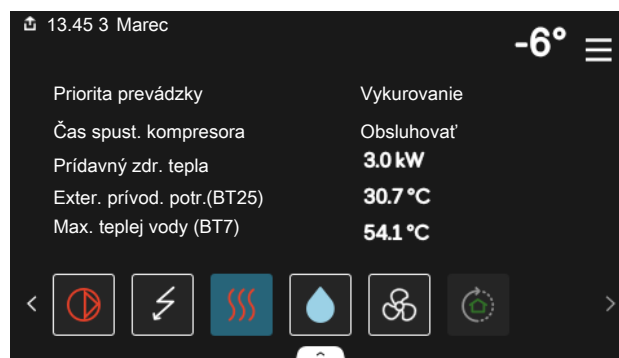 13.45 3 Marec
-6°
Priorita prevádzky Vykurovanie
Čas spust. kompresora Obsluhovať
Prídavný zdr. tepla 3.0 kW
Exter. prívod. potr.(BT25) 30.7 °C
Max. teplej vody (BT7) 54.1 °C